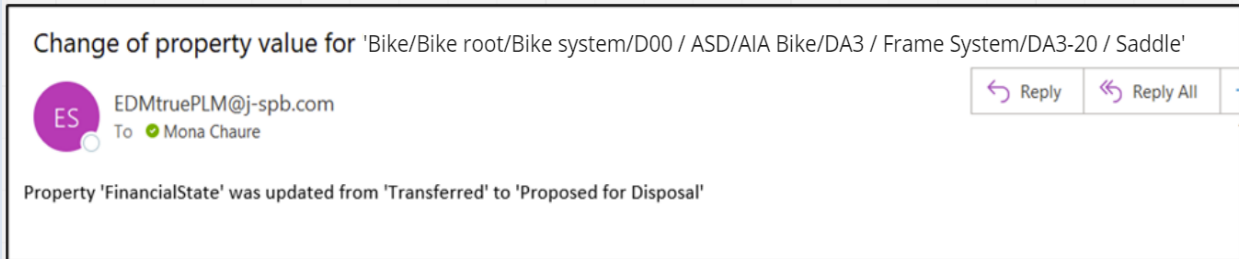 Change of property value for 'Bike/Bike root/Bike system/D00 / ASD/AIA Bike/DA3 / Frame System/DA3-20 / Saddle'
ES
EDMtruePLM@j-spb.com
Reply
Reply All
To Mona Chaure
Property 'FinancialState' was updated from 'Transferred' to 'Proposed for Disposal'